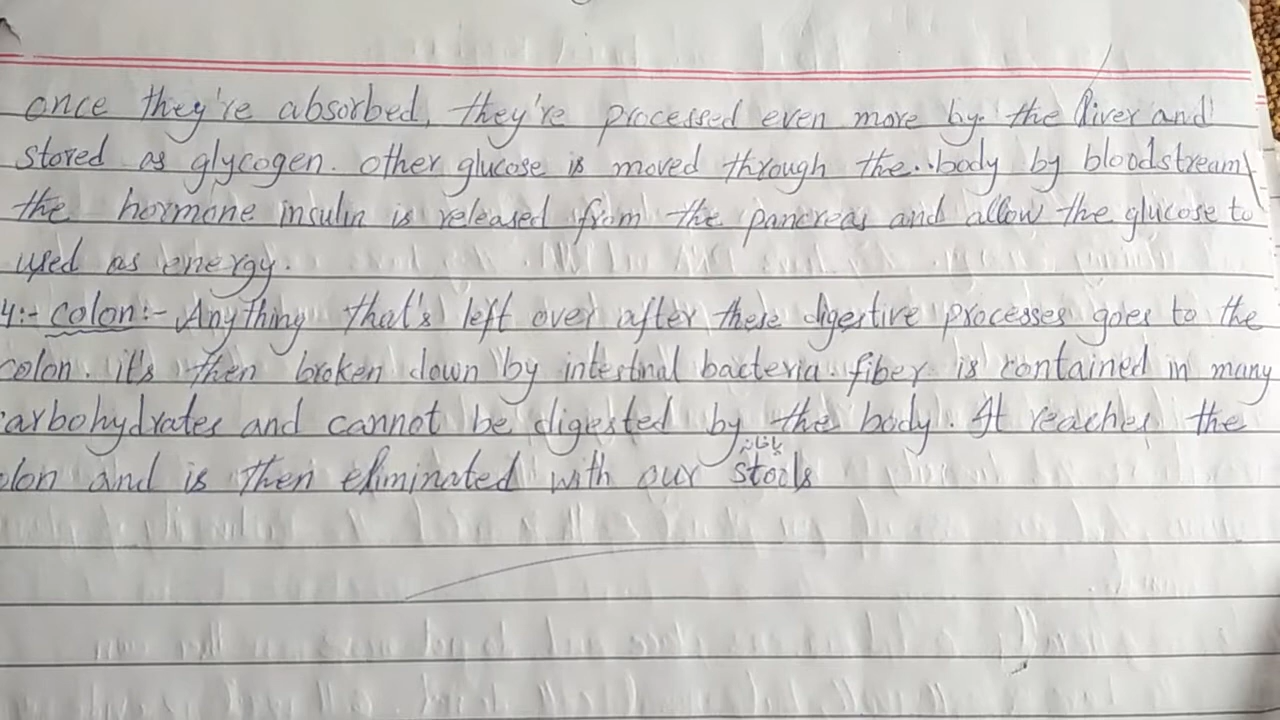 once they're absorbed, they're processed even more by the liver and
stored as glycogen. other glucose is moved through the body by bloodstream
the hormone insulin is released from the pancreas and allow the glucose to
used as energy.
4:- colon:- Anything that's left over after these digestive processes goes to the
colon. it's then broken down by intestinal bacteria. fiber is contained in many
carbohydrates and cannot be digested by the body. It reaches the
پاخانہ
olon and is then eliminated with our stools